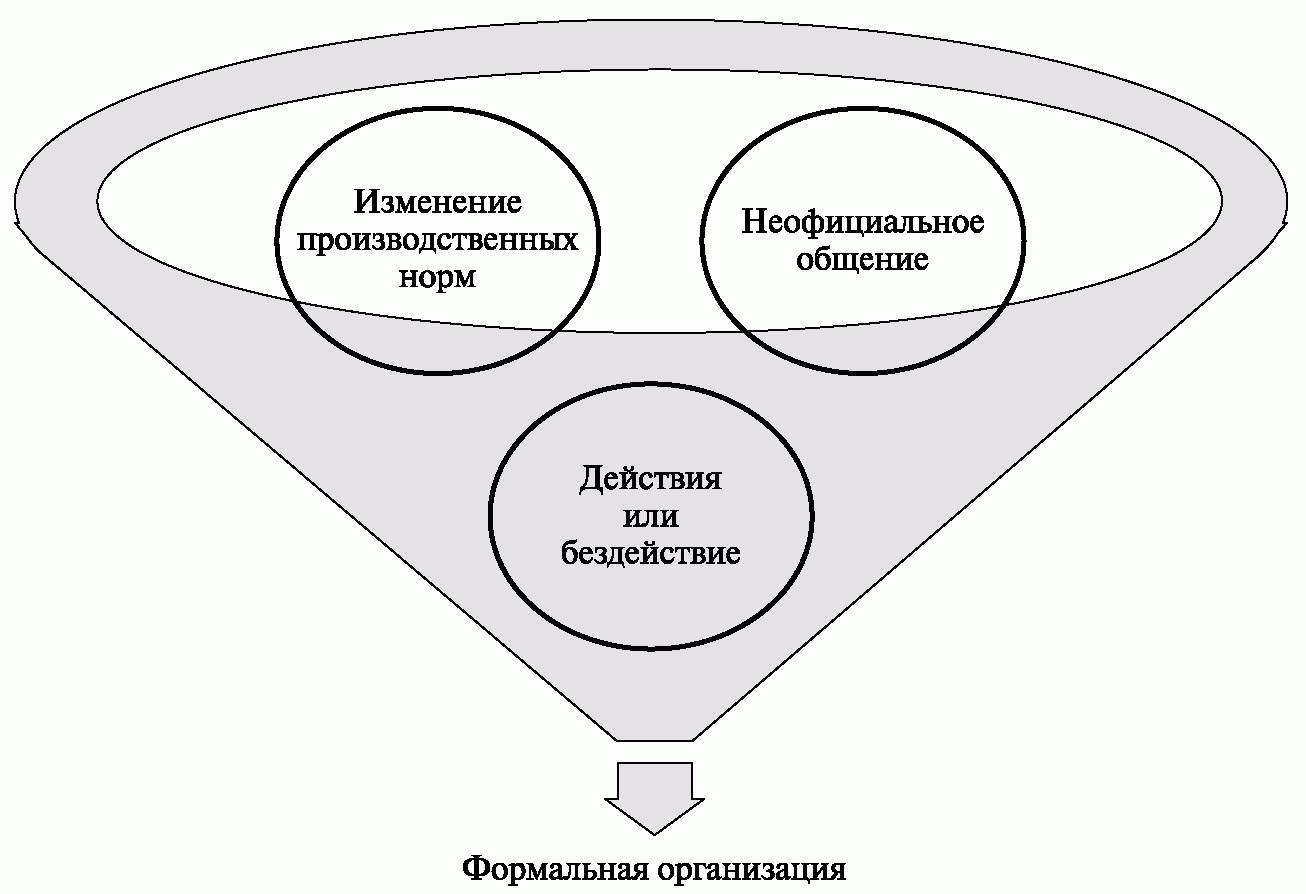 Изменение
производственных
норм
Неофициальное
общение
Действия
или
бездействие
Формальная организация